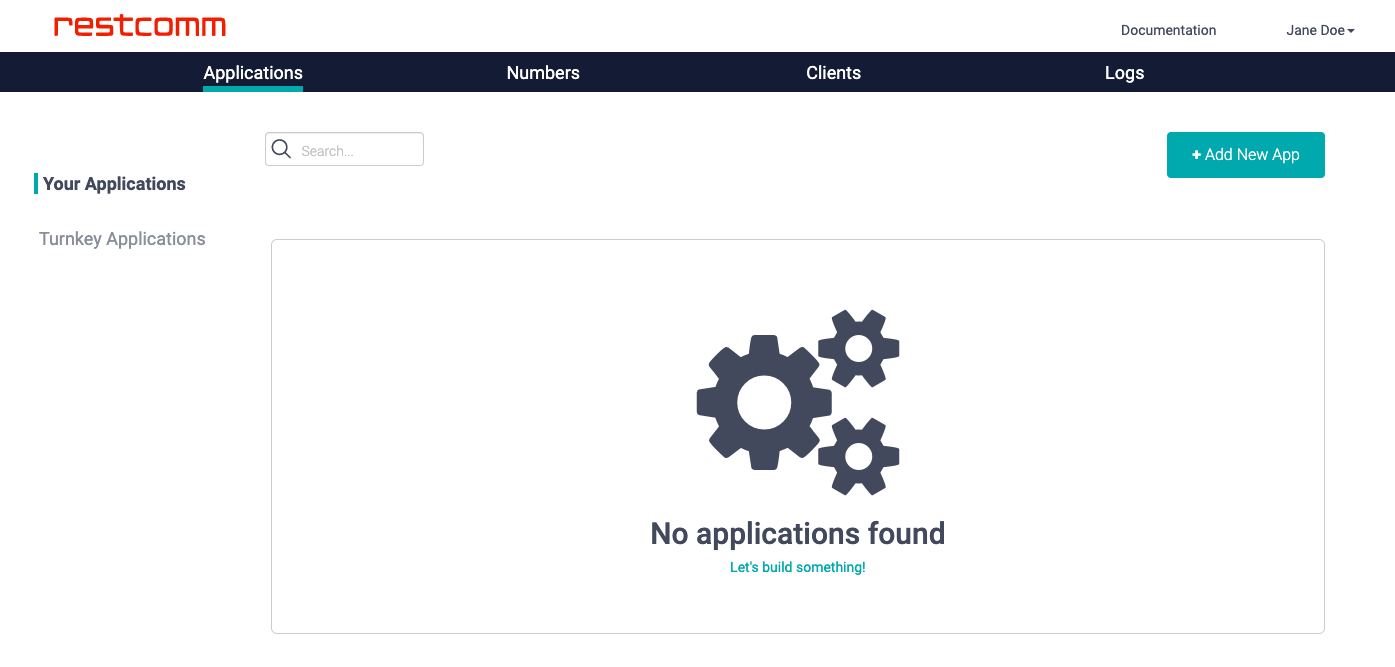 restcomm
Documentation
Jane Doe
Applications
Numbers
Clients
Logs
Search...
+ Add New App
Your Applications
Turnkey Applications
No applications found
Let's build something!